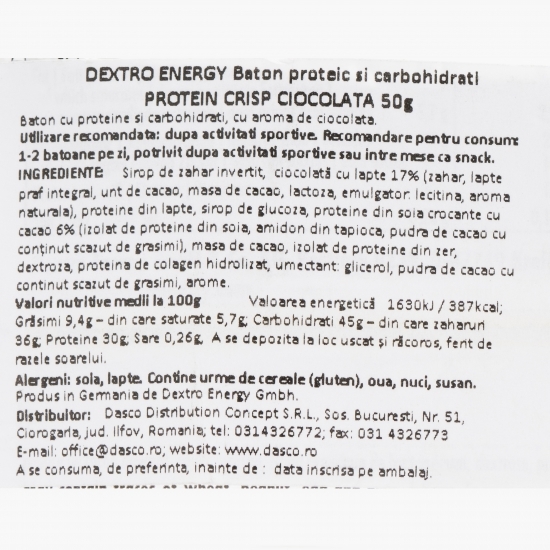 DEXTRO ENERGY Baton proteic si carbohidrati
PROTEIN CRISP CIOCOLATA 50g
Baton cu proteine si carbohidrati, cu aroma de ciocolata.
Utilizare recomandata: dupa activitati sportive. Recomandare pentru consum:
1-2 batoane pe zi, potrivit dupa activitati sportive sau intre mese ca snack.
INGREDIENTE: Sirop de zahar invertit, ciocolată cu lapte 17% (zahar, lapte
praf integral, unt de cacao, masa de cacao, lactoza, emulgator: lecitina, aroma
naturala), proteine din lapte, sirop de glucoza, proteine din soia crocante cu
cacao 6% (izolat de proteine din soia, amidon din tapioca, pudra de cacao cu
conținut scazut de grasimi), masa de cacao, izolat de proteine din zer,
dextroza, proteina de colagen hidrolizat, umectant: glicerol, pudra de cacao cu
continut scazut de grasimi, arome.
Valori nutritive medii la 100g Valoarea energetică 1630kJ / 387kcal;
Grăsimi 9,4g – din care saturate 5,7g; Carbohidrati 45g – din care zaharuri
36g; Proteine 30g; Sare 0,26g. A se depozita la loc uscat și răcoros, ferit de
razele soarelui.
Alergeni: soia, lapte. Contine urme de cereale (gluten), oua, nuci, susan.
Produs in Germania de Dextro Energy Gmbh.
Distribuitor: Dasco Distribution Concept S.R.L., Sos. Bucuresti, Nr. 51,
Ciorogarla, jud. Ilfov, Romania; tel: 0314326772; fax: 031 4326773
E-mail: office@dasco.ro; website: www.dasco.ro
A se consuma, de preferinta, inainte de : data inscrisa pe ambalaj.